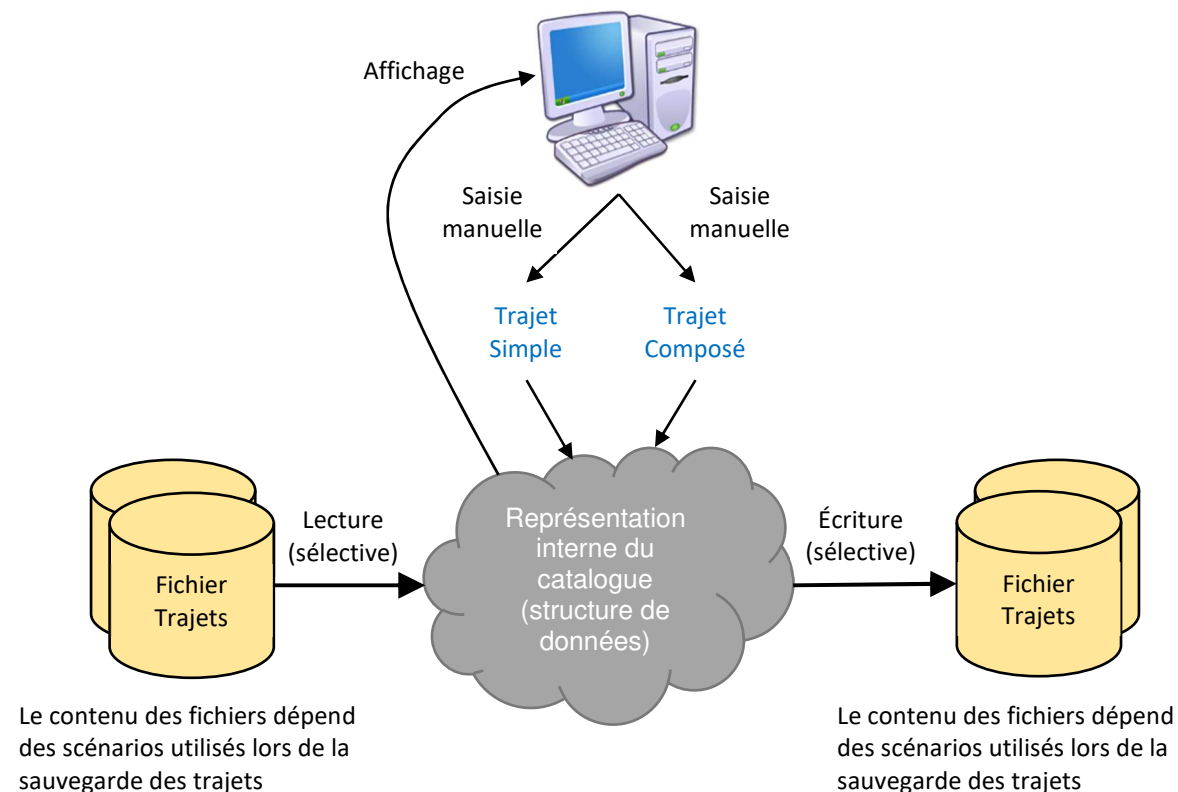 Affichage
Saisie
manuelle
Saisie
manuelle
Trajet
Simple
Trajet
Composé
Lecture
(sélective)
Fichier
Trajets
Représentation
interne du
catalogue
(structure de
données)
Écriture
(sélective)
Fichier
Trajets
Le contenu des fichiers dépend
des scénarios utilisés lors de la
sauvegarde des trajets
Le contenu des fichiers dépend
des scénarios utilisés lors de la
sauvegarde des trajets